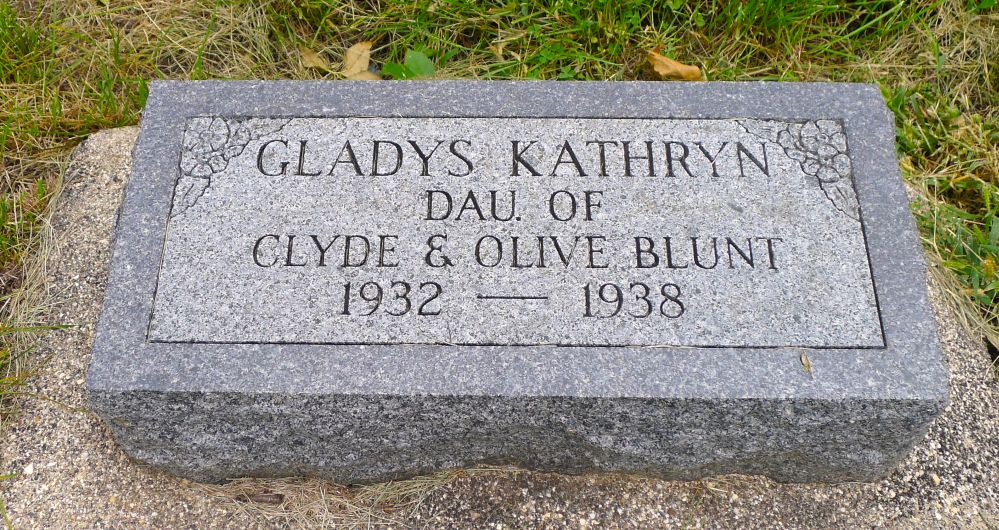 GLADYS KATHRYN
DAU. OF
CLYDE & OLIVE BLUNT
1932 — 1938